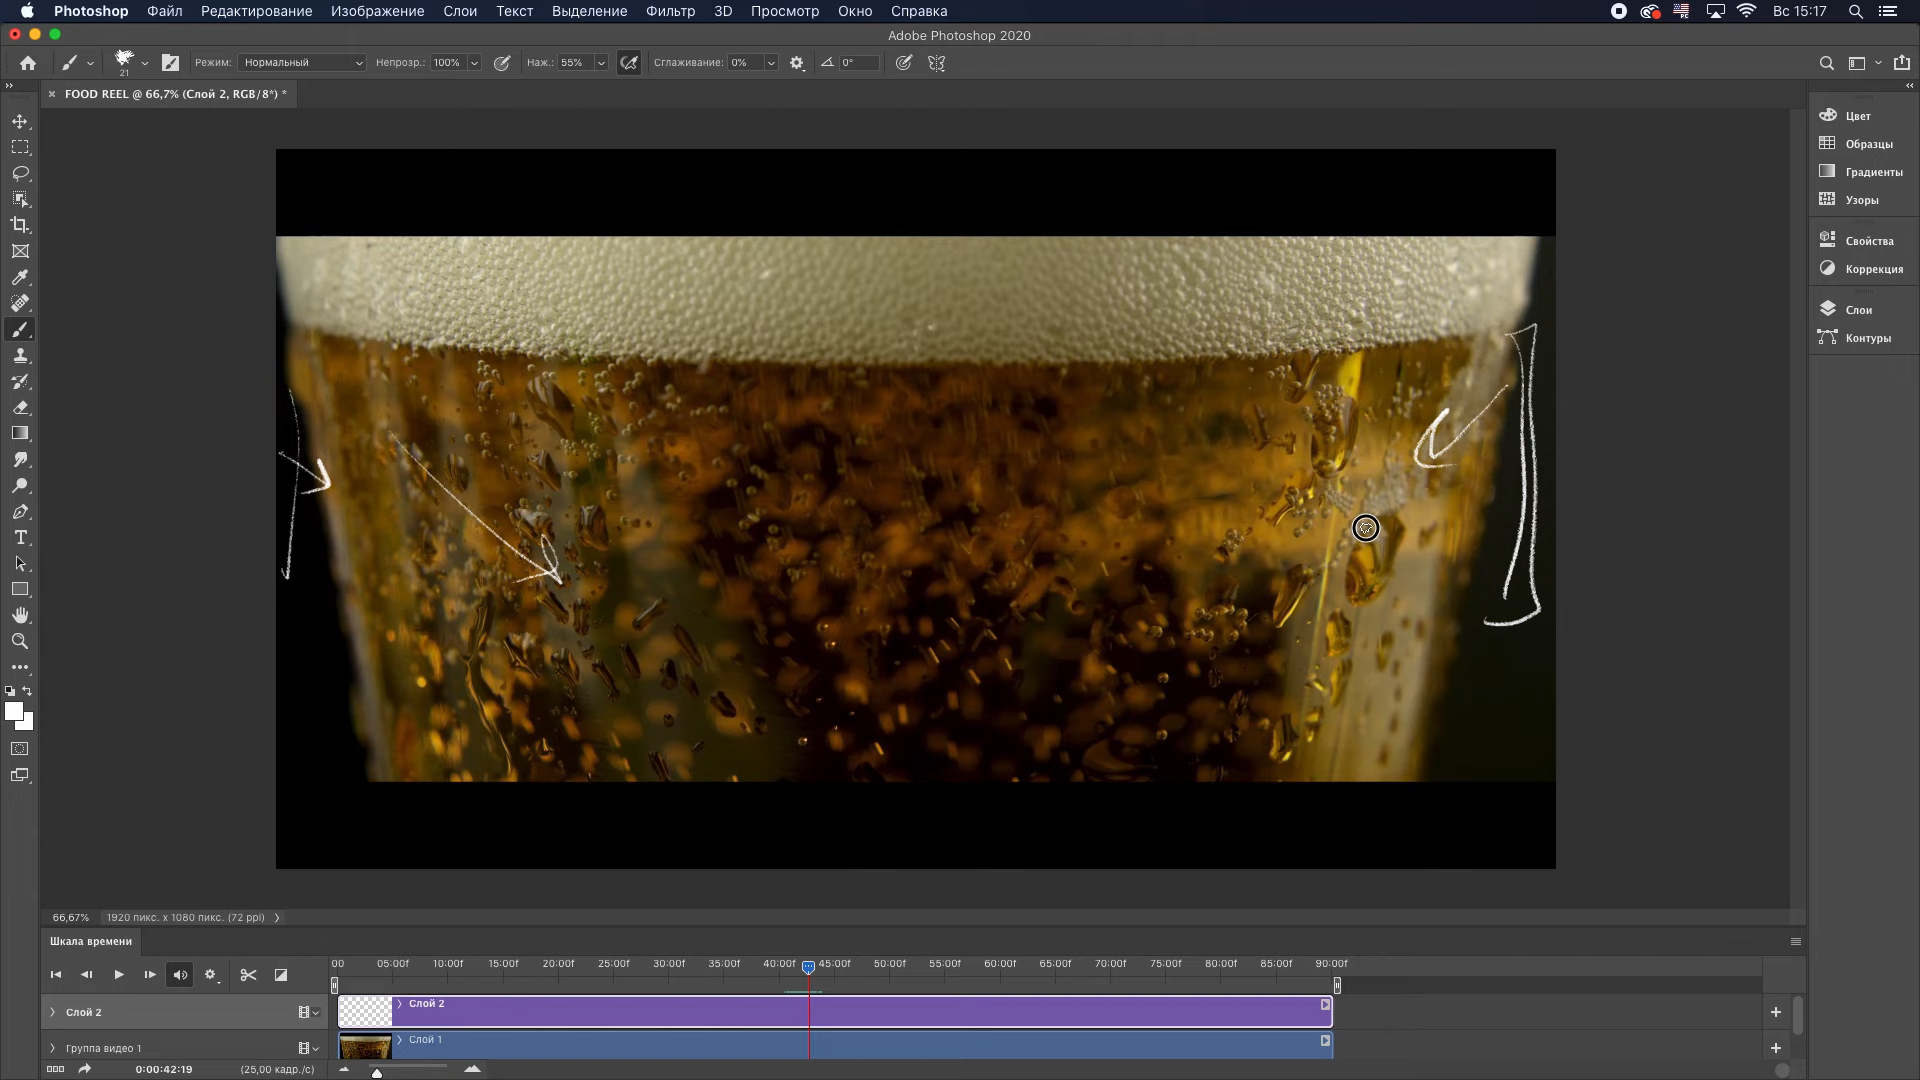 Photoshop Файл Редактирование Изображение Слои Текст Выделение Фильтр 3D Просмотр Окно Справка Вс 15:17
Adobe Photoshop 2020
21 Режим: Нормальный Непрозр.: 100% Наж.: 55% Сглаживание: 0% 0°
FOOD REEL @ 66,7% (Слой 2, RGB/8*) *
Цвет
Образцы
Градиенты
Узоры
Свойства
Коррекция
Слои
Контуры
66,67% 1920 пикс. x 1080 пикс. (72 ppi)
Шкала времени
00 05:00f 10:00f 15:00f 20:00f 25:00f 30:00f 35:00f 40:00f 45:00f 50:00f 55:00f 60:00f 65:00f 70:00f 75:00f 80:00f 85:00f 90:00f
Слой 2
Слой 2
Слой 1
Группа видео 1
0:00:42:19 (25,00 кадр./с)